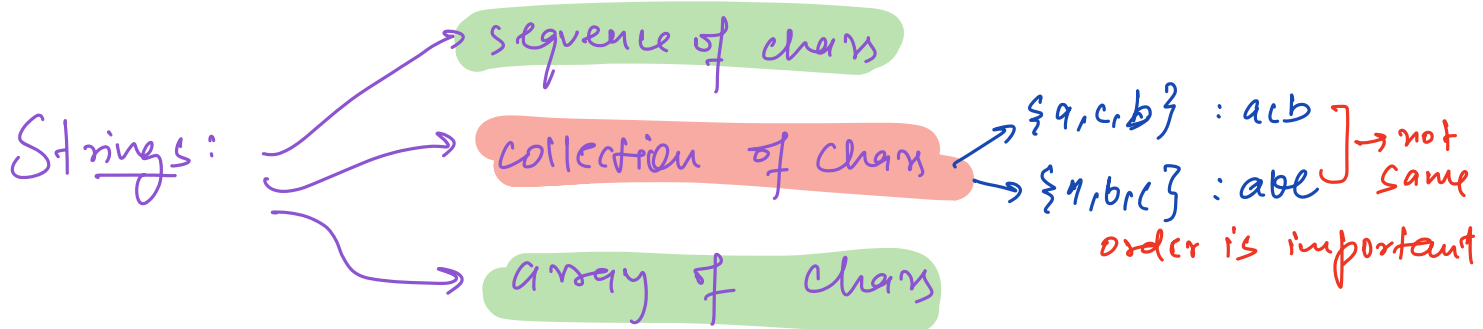 Strings:
sequence of chars
collection of chars
{a,c,b} : acb
{a,b,c} : abc
→ not same
order is important
array of chars